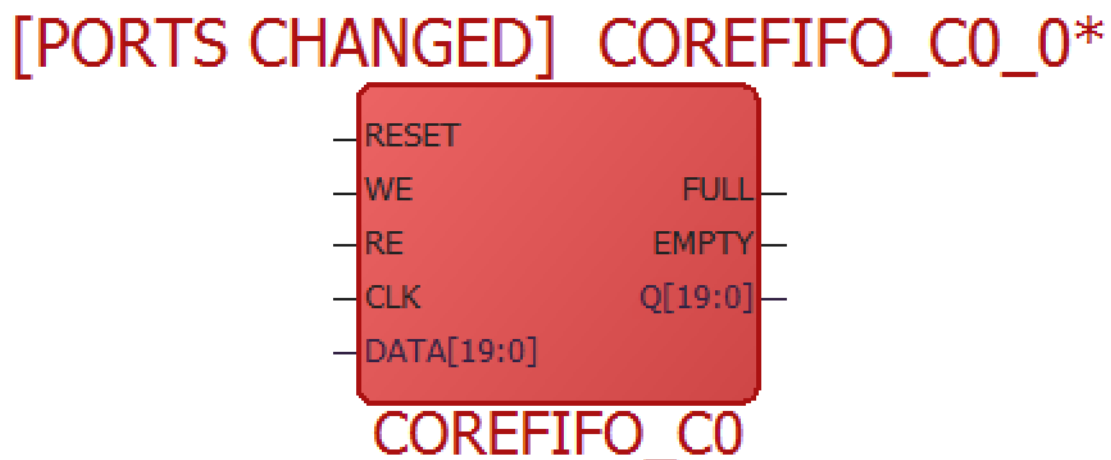 [PORTS CHANGED] COREFIFO_C0_0*
RESET
WE FULL
RE EMPTY
CLK Q[19:0]
DATA[19:0]
COREFIFO_C0